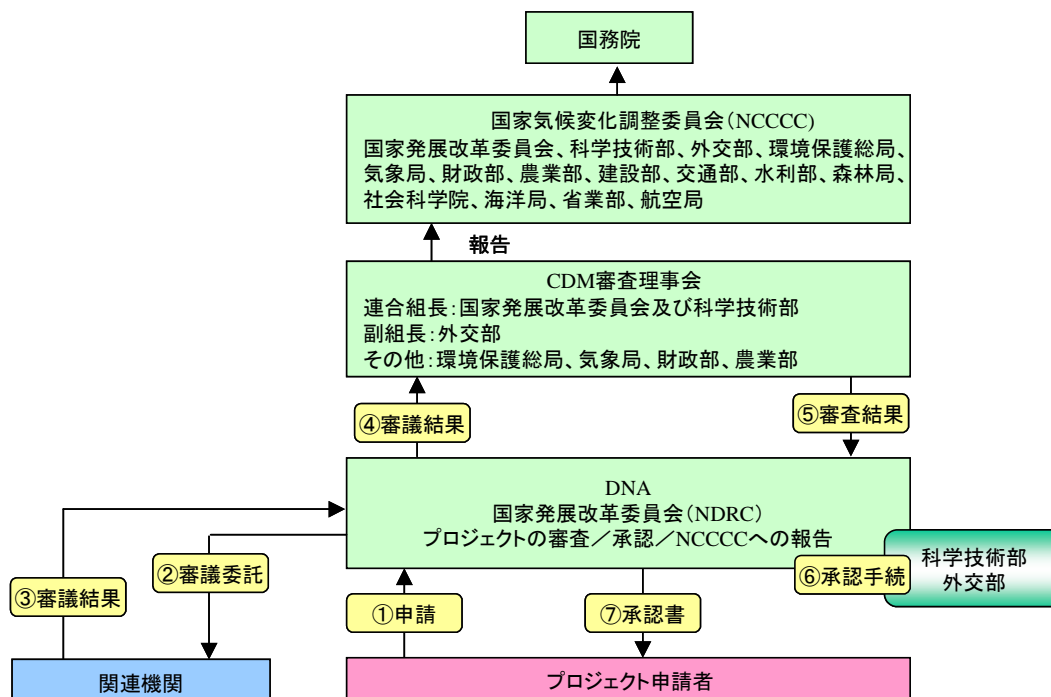 国務院
国家気候変化調整委員会(NCCCC)
国家発展改革委員会、科学技術部、外交部、環境保護総局、
気象局、財政部、農業部、建設部、交通部、水利部、森林局、
社会科学院、海洋局、省業部、航空局
報告
CDM審査理事会
連合組長:国家発展改革委員会及び科学技術部
副組長:外交部
その他:環境保護総局、気象局、財政部、農業部
④審議結果
⑤審査結果
DNA
国家発展改革委員会(NDRC)
プロジェクトの審査／承認／NCCCCへの報告
科学技術部
外交部
⑥承認手続
②審議委託
③審議結果
①申請
⑦承認書
関連機関
プロジェクト申請者